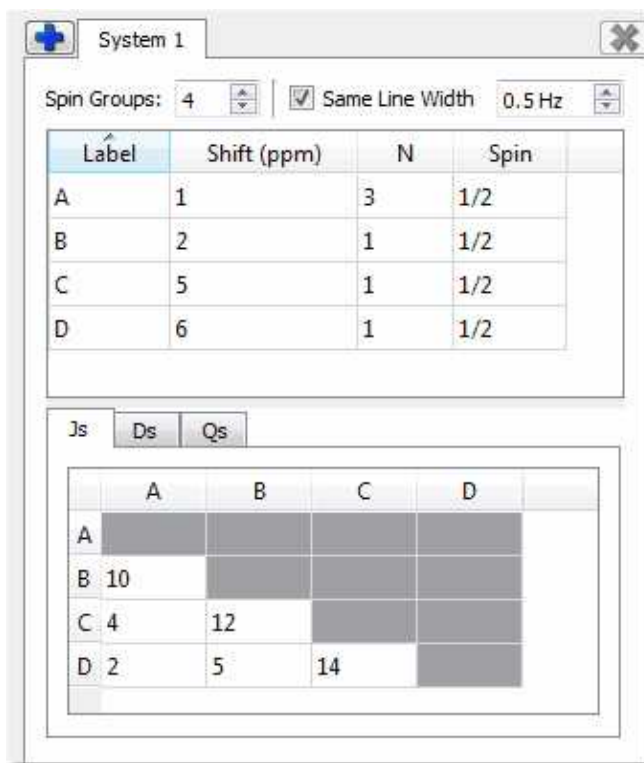 System 1
Spin Groups: 4 Same Line Width 0.5 Hz
Label Shift (ppm) N Spin
A 1 3 1/2
B 2 1 1/2
C 5 1 1/2
D 6 1 1/2
Js Ds Qs
A B C D
A
B 10
C 4 12
D 2 5 14